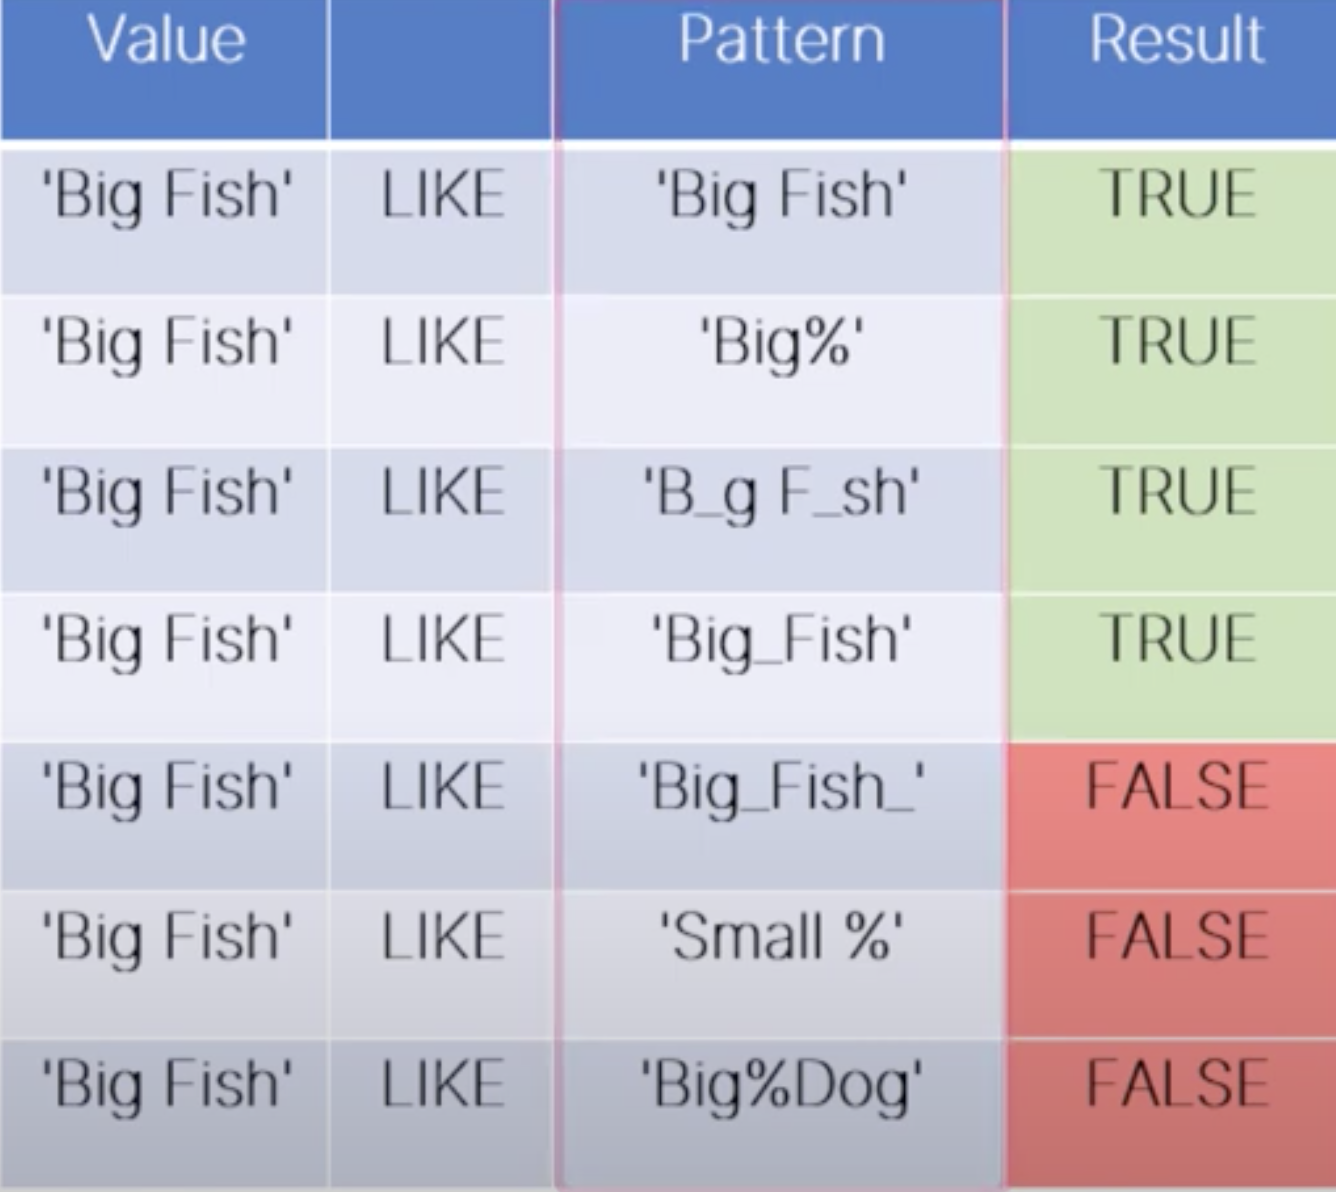 Value Pattern Result
'Big Fish' LIKE 'Big Fish' TRUE
'Big Fish' LIKE 'Big%' TRUE
'Big Fish' LIKE 'B_g F_sh' TRUE
'Big Fish' LIKE 'Big_Fish' TRUE
'Big Fish' LIKE 'Big_Fish_' FALSE
'Big Fish' LIKE 'Small %' FALSE
'Big Fish' LIKE 'Big%Dog' FALSE